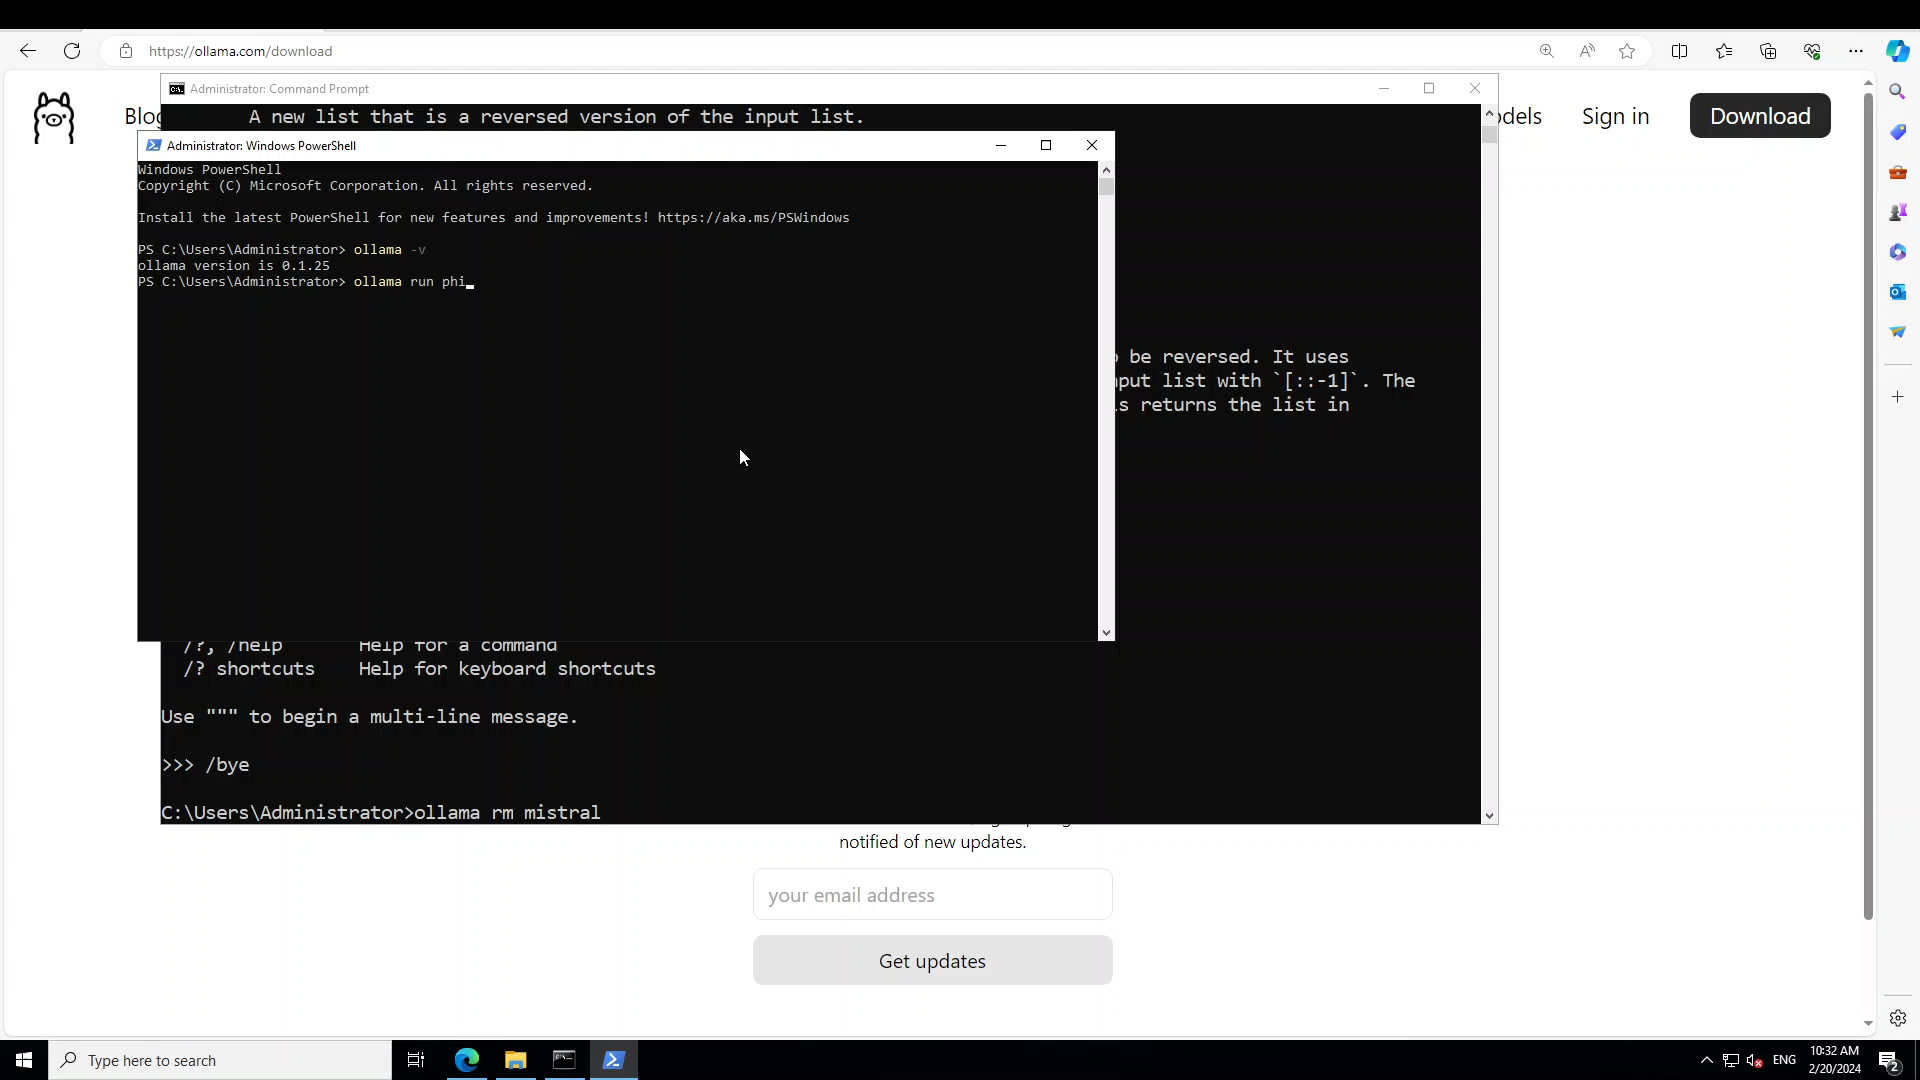 https://ollama.com/download
Administrator: Command Prompt
Blog
A new list that is a reversed version of the input list.
odels
Sign in
Download
Administrator: Windows PowerShell
Windows PowerShell
Copyright (C) Microsoft Corporation. All rights reserved.
Install the latest PowerShell for new features and improvements! https://aka.ms/PSWindows
PS C:\Users\Administrator> ollama -v
ollama version is 0.1.25
PS C:\Users\Administrator> ollama run phi
be reversed. It uses
put list with `[::-1]`. The
s returns the list in
/?, /help Help for a command
/? shortcuts Help for keyboard shortcuts
Use """ to begin a multi-line message.
>>> /bye
C:\Users\Administrator>ollama rm mistral
notified of new updates.
your email address
Get updates
Type here to search
ENG
10:32 AM
2/20/2024
2